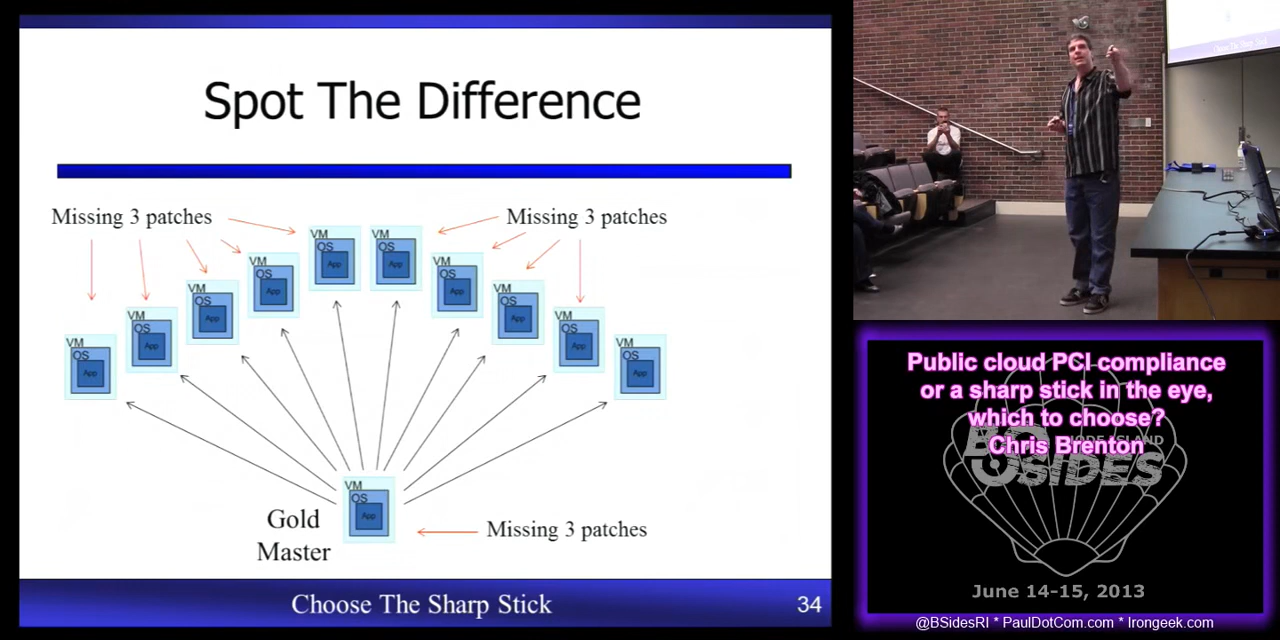 Spot The Difference
Missing 3 patches
Missing 3 patches
VM
OS
App
VM
OS
App
VM
OS
App
VM
OS
App
VM
OS
App
VM
OS
App
VM
OS
App
VM
OS
App
VM
OS
App
VM
OS
App
VM
OS
App
Gold
Master
Missing 3 patches
Choose The Sharp Stick
34
Public cloud PCI compliance
or a sharp stick in the eye,
which to choose?
Chris Brenton
BSIDES
June 14-15, 2013
@BSidesRI * PaulDotCom.com * Irongeek.com